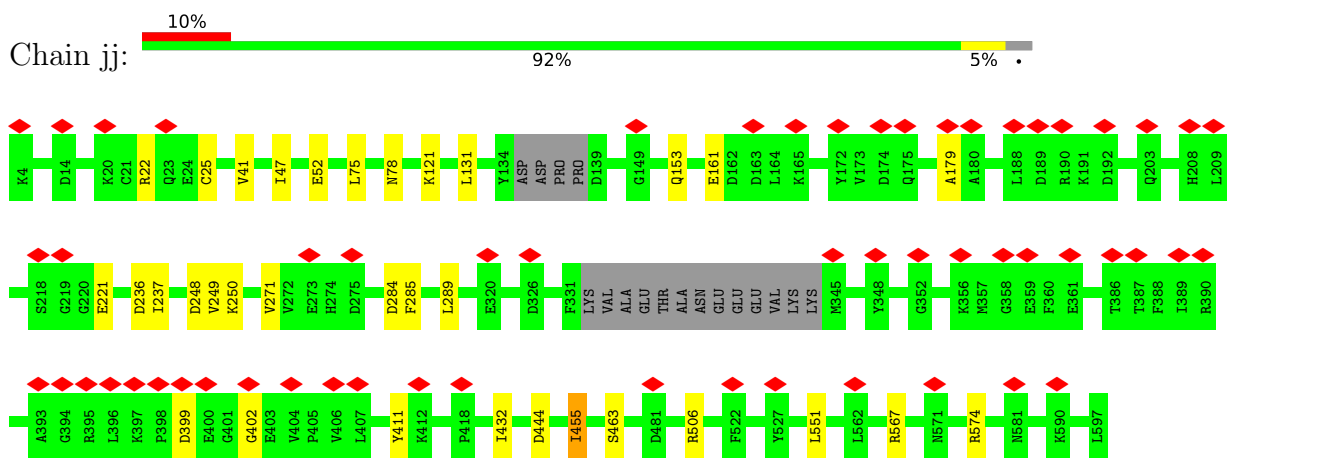 10%
Chain jj:
92% 5% •
K4 D14 K20 C21 R22 Q23 E24 C25 V41 I47 E52 L75 N78 K121 L131 Y134 ASP ASP PRO PRO D139 G149 Q153 E161 D162 D163 L164 K165 Y172 V173 D174 Q175 A179 A180 L188 D189 R190 K191 D192 Q203 H208 L209
S218 G219 G220 E221 D236 I237 D248 V249 K250 V271 V272 E273 H274 D275 D284 F285 L289 E320 D326 F331 LYS VAL ALA GLU THR ALA ASN GLU GLU GLU VAL LYS LYS M345 Y348 G352 K356 M357 G358 E359 F360 E361 T386 T387 F388 I389 R390
A393 G394 R395 L396 K397 P398 D399 E400 G401 G402 E403 V404 P405 V406 L407 Y411 K412 P418 I432 D444 I455 S463 D481 R506 F522 Y527 L551 L562 R567 N571 R574 N581 K590 L597